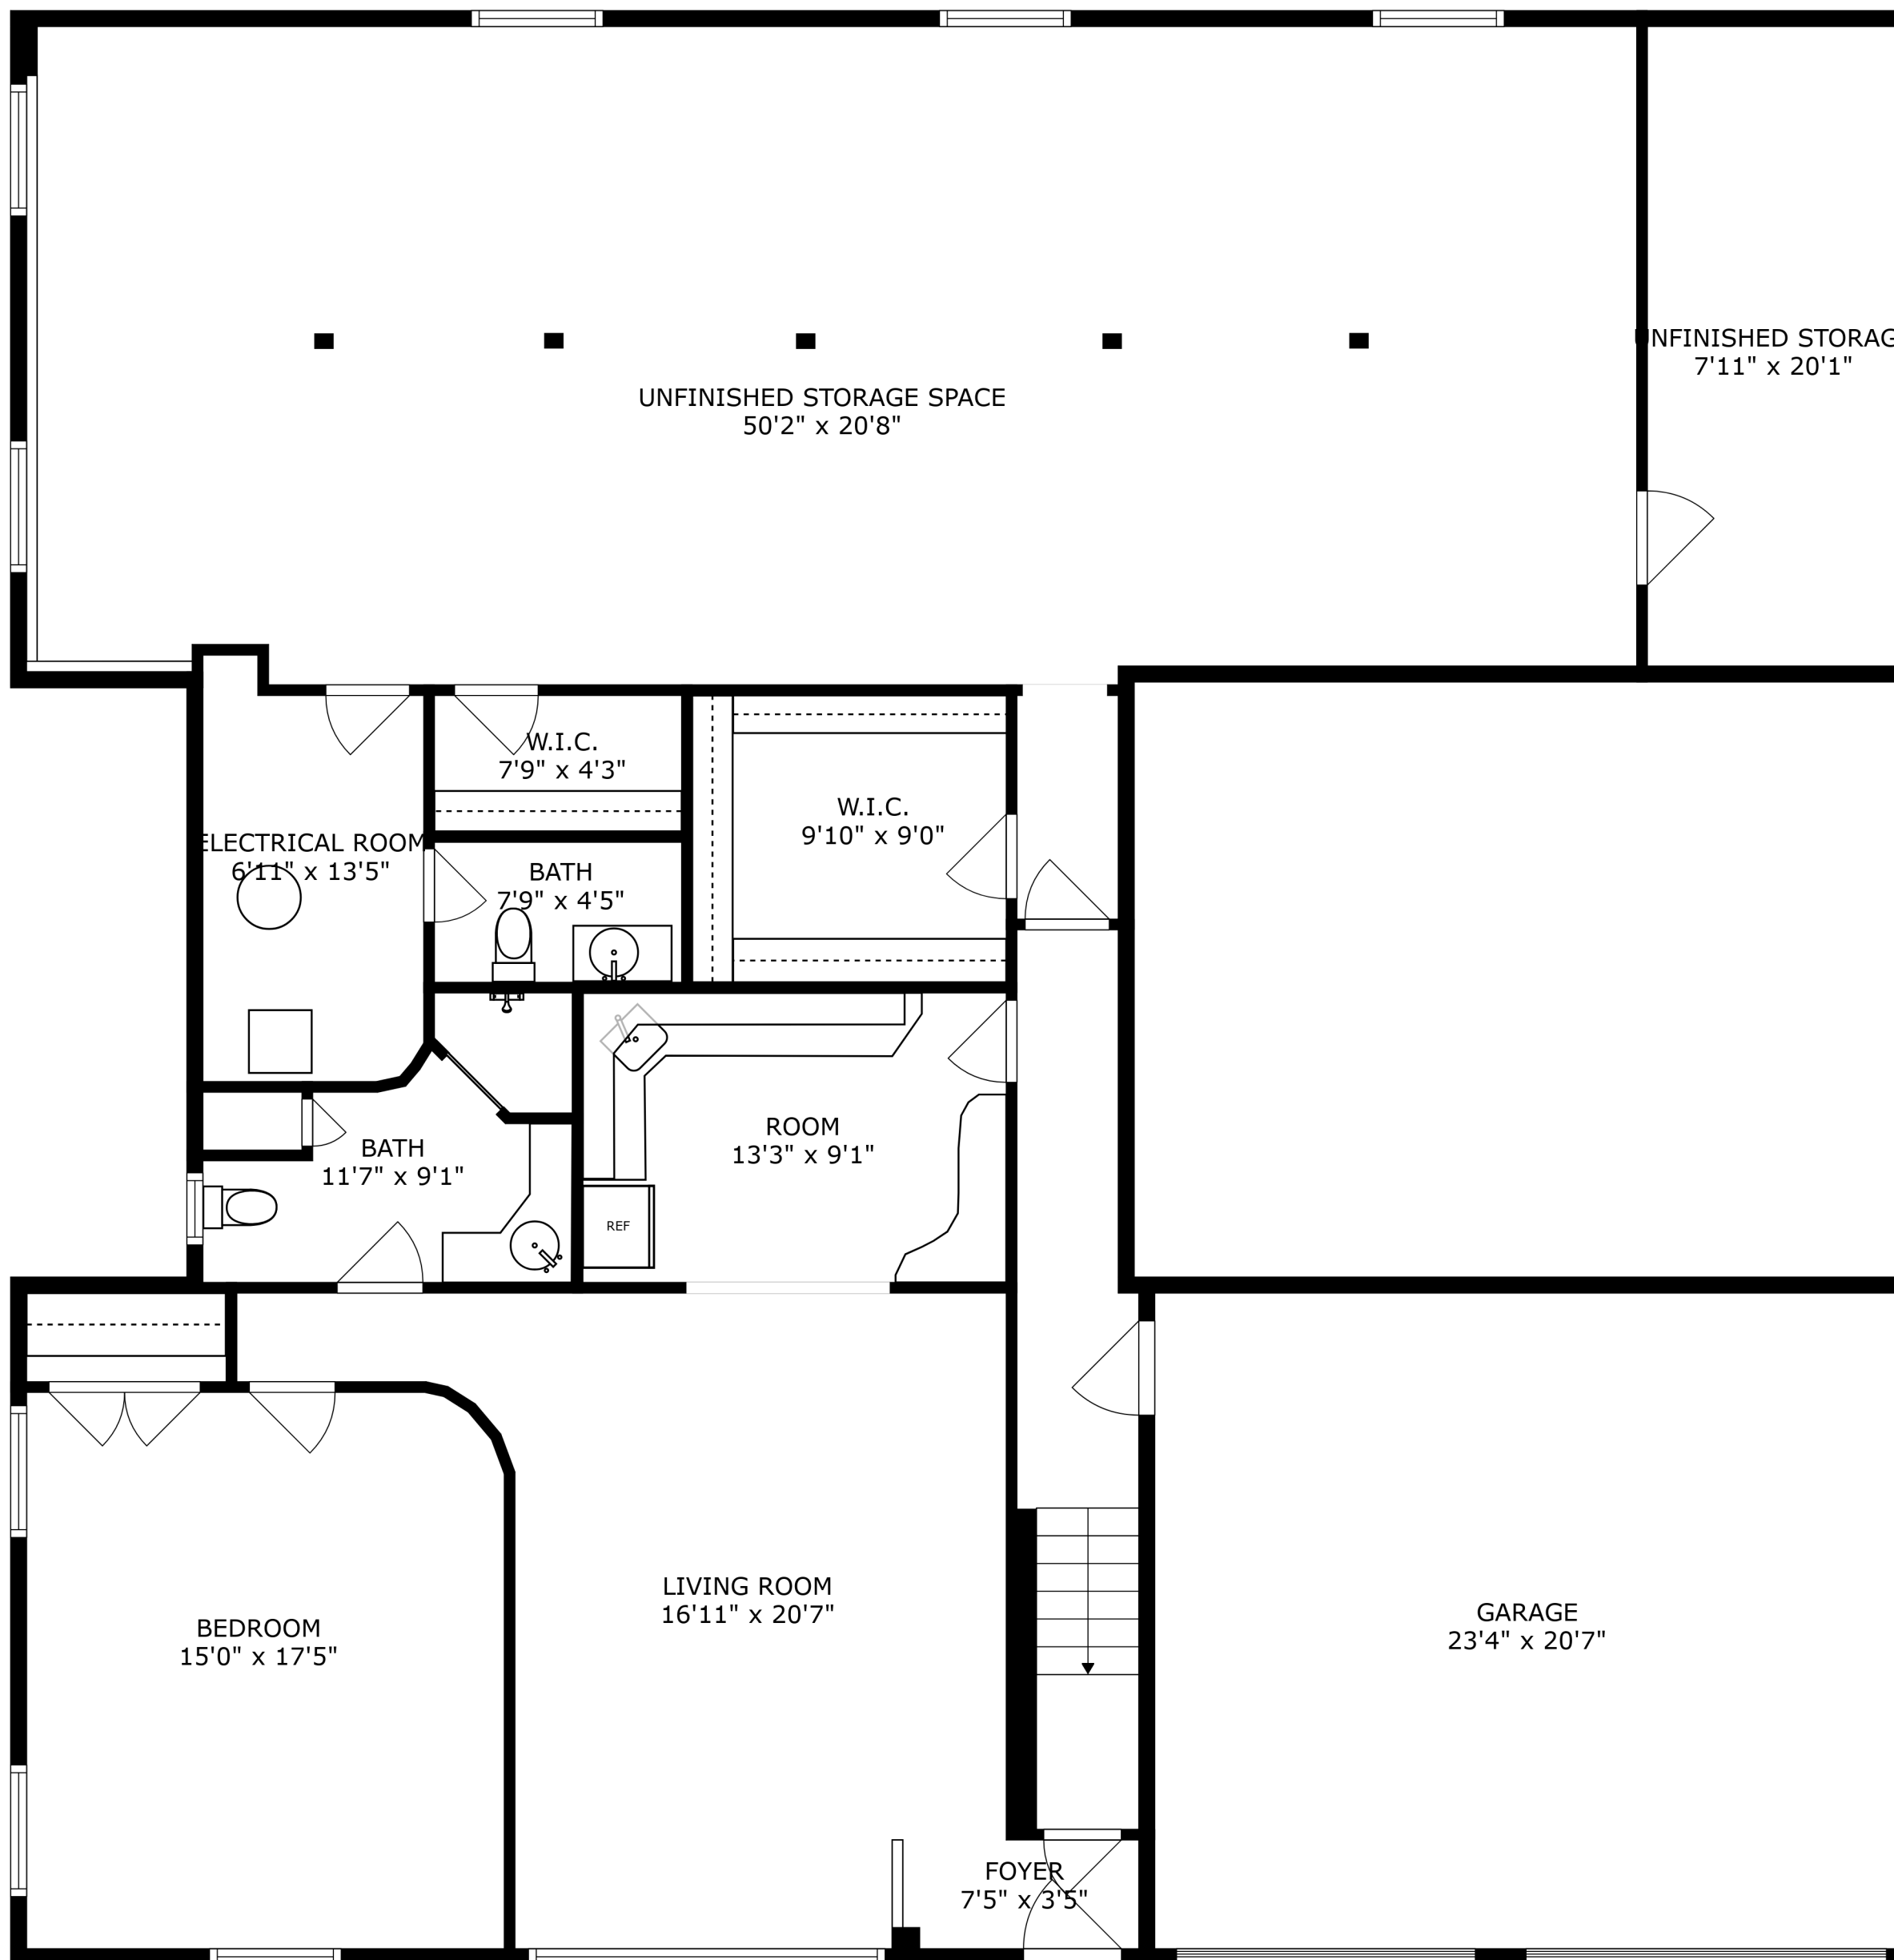 UNFINISHED STORAGE SPACE
50'2" x 20'8"
UNFINISHED STORAG
7'11" x 20'1"
W.I.C.
7'9" x 4'3"
W.I.C.
9'10" x 9'0"
ELECTRICAL ROOM
6'11" x 13'5"
BATH
7'9" x 4'5"
ROOM
13'3" x 9'1"
BATH
11'7" x 9'1"
REF
LIVING ROOM
16'11" x 20'7"
BEDROOM
15'0" x 17'5"
GARAGE
23'4" x 20'7"
FOYER
7'5" x 3'5"